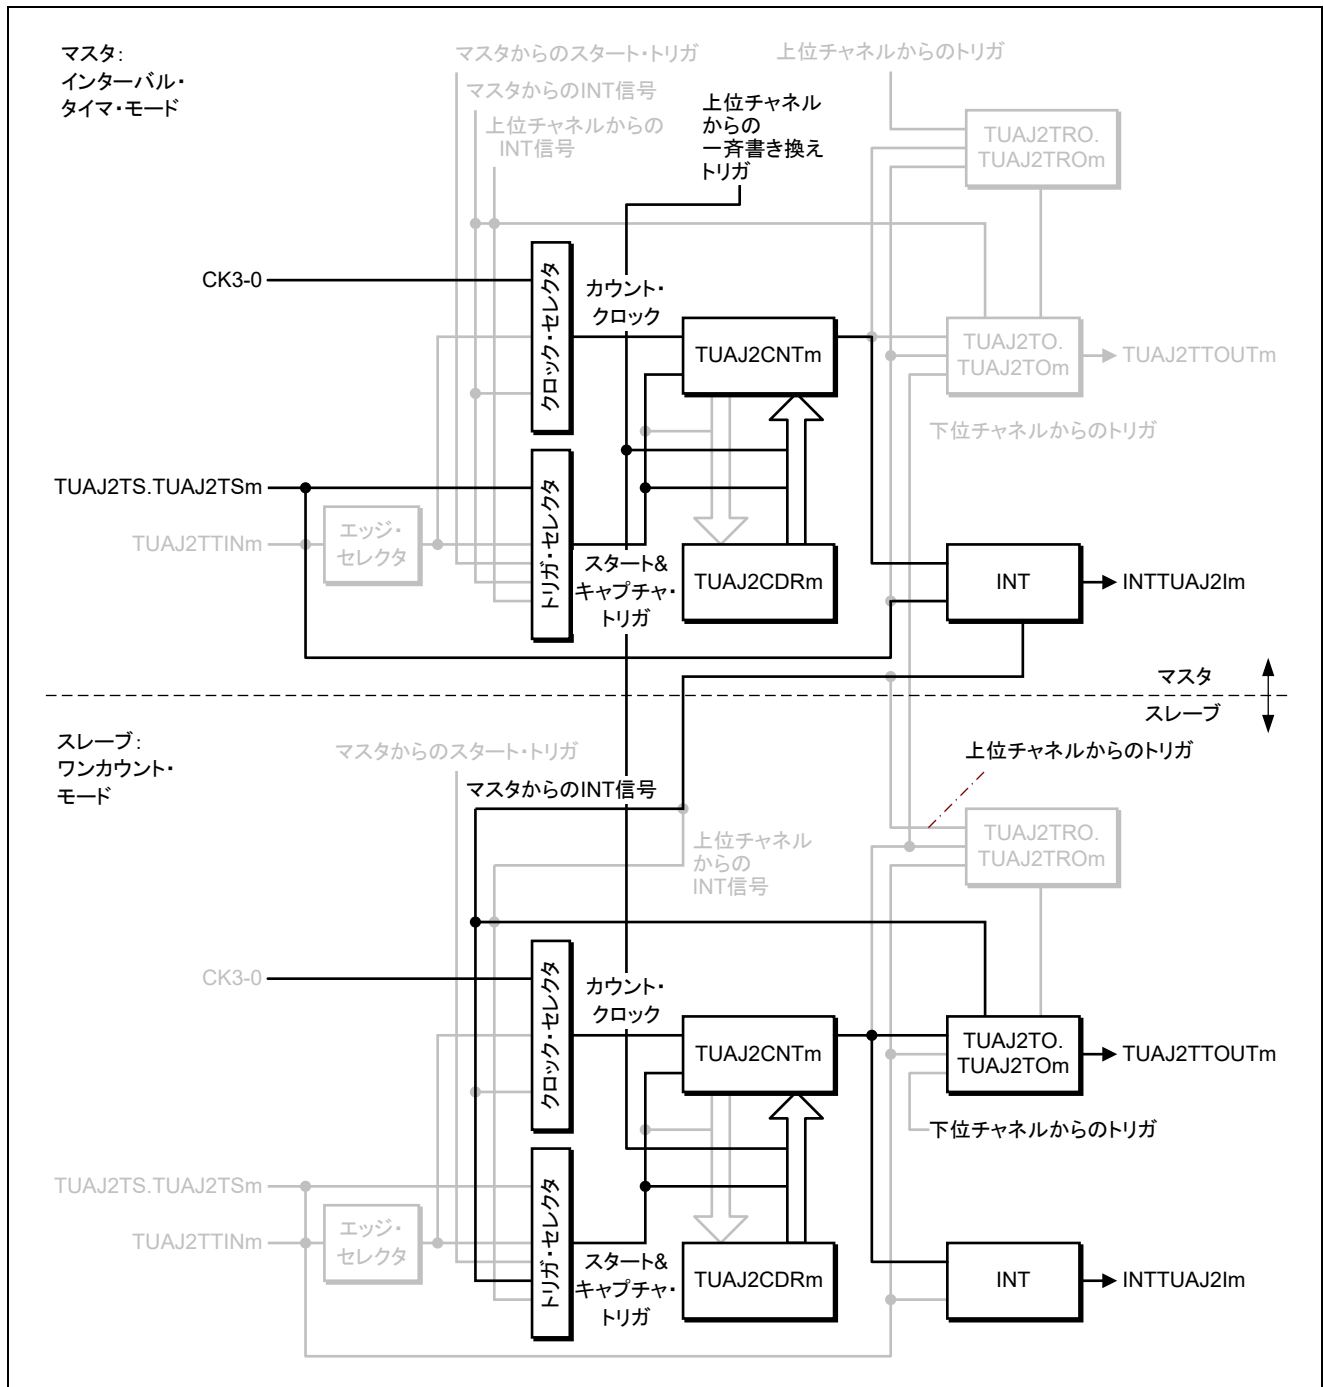 マスタ：
インターバル・
タイマ・モード
マスタからのスタート・トリガ
マスタからのINT信号
上位チャネルからの
INT信号
上位チャネル
からの
一斉書き換え
トリガ
上位チャネルからのトリガ
TUAJ2TRO.
TUAJ2TROm
CK3-0
クロック・セレクタ
カウント・
クロック
TUAJ2CNTm
TUAJ2TO.
TUAJ2TOm
TUAJ2TTOUTm
下位チャネルからのトリガ
TUAJ2TS.TUAJ2TSm
TUAJ2TTINm
エッジ・
セレクタ
トリガ・セレクタ
スタート&
キャプチャ・
トリガ
TUAJ2CDRm
INT
INTTUAJ2Im
マスタ
スレーブ
スレーブ：
ワンカウント・
モード
マスタからのスタート・トリガ
マスタからのINT信号
上位チャネル
からの
INT信号
上位チャネルからのトリガ
TUAJ2TRO.
TUAJ2TROm
CK3-0
クロック・セレクタ
カウント・
クロック
TUAJ2CNTm
TUAJ2TO.
TUAJ2TOm
TUAJ2TTOUTm
下位チャネルからのトリガ
TUAJ2TS.TUAJ2TSm
TUAJ2TTINm
エッジ・
セレクタ
トリガ・セレクタ
スタート&
キャプチャ・
トリガ
TUAJ2CDRm
INT
INTTUAJ2Im